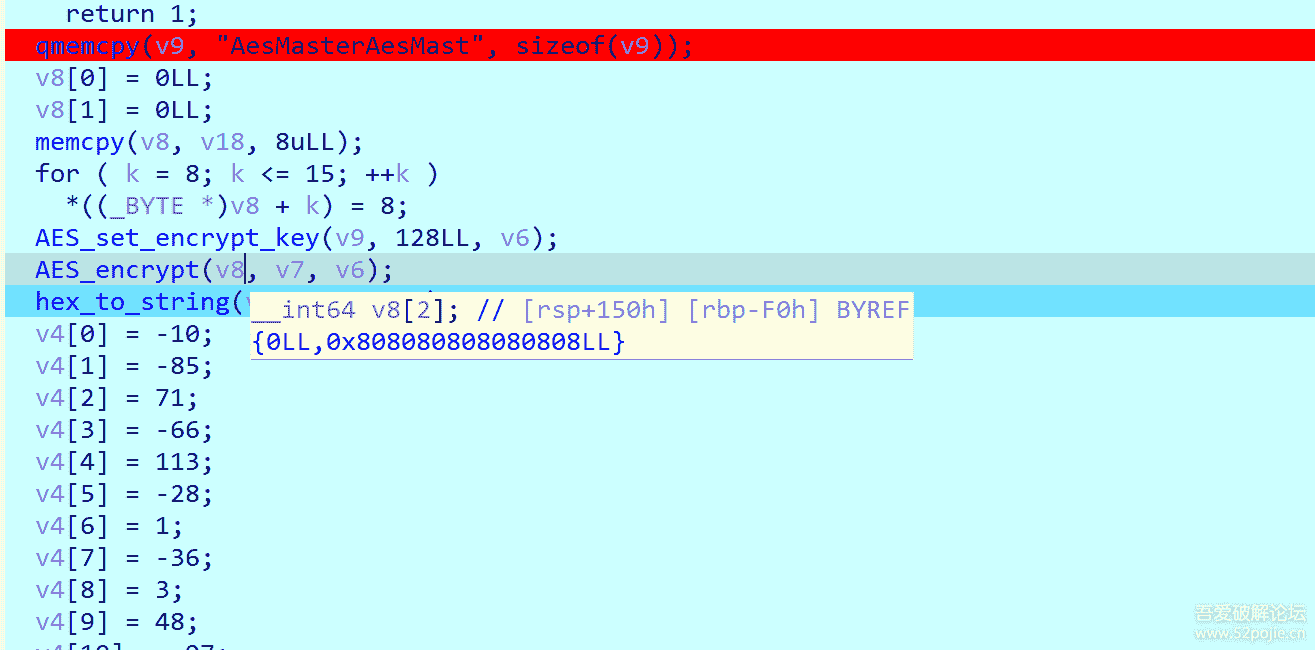 return 1;
qmemcpy(v9, "AesMasterAesMast", sizeof(v9));
v8[0] = 0LL;
v8[1] = 0LL;
memcpy(v8, v18, 8uLL);
for ( k = 8; k <= 15; ++k )
*((_BYTE *)v8 + k) = 8;
AES_set_encrypt_key(v9, 128LL, v6);
AES_encrypt(v8, v7, v6);
hex_to_string(
__int64 v8[2]; // [rsp+150h] [rbp-F0h] BYREF
{0LL,0x808080808080808LL}
v4[0] = -10;
v4[1] = -85;
v4[2] = 71;
v4[3] = -66;
v4[4] = 113;
v4[5] = -28;
v4[6] = 1;
v4[7] = -36;
v4[8] = 3;
v4[9] = 48;
吾爱破解论坛
www.52pojie.cn